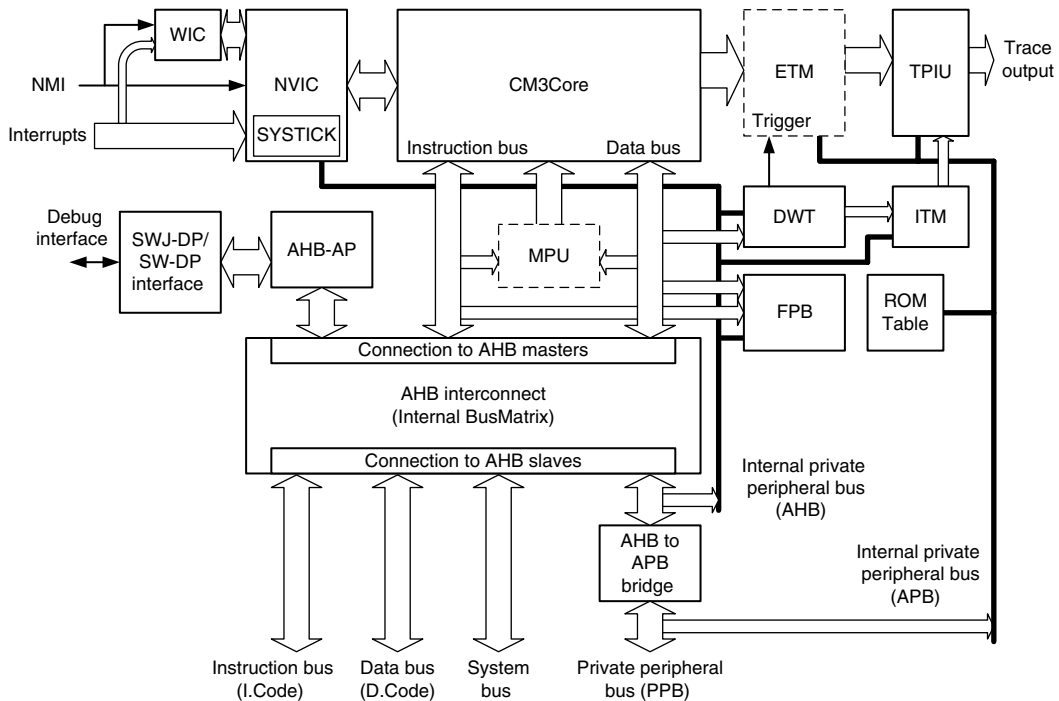 WIC
NMI
NVIC
SYSTICK
Interrupts
CM3Core
Instruction bus
Data bus
ETM
Trigger
TPIU
Trace
output
Debug
interface
SWJ-DP/
SW-DP
interface
AHB-AP
MPU
DWT
ITM
FPB
ROM
Table
Connection to AHB masters
AHB interconnect
(Internal BusMatrix)
Connection to AHB slaves
Internal private
peripheral bus
(AHB)
AHB to
APB
bridge
Internal private
peripheral bus
(APB)
Instruction bus
(I.Code)
Data bus
(D.Code)
System
bus
Private peripheral
bus (PPB)